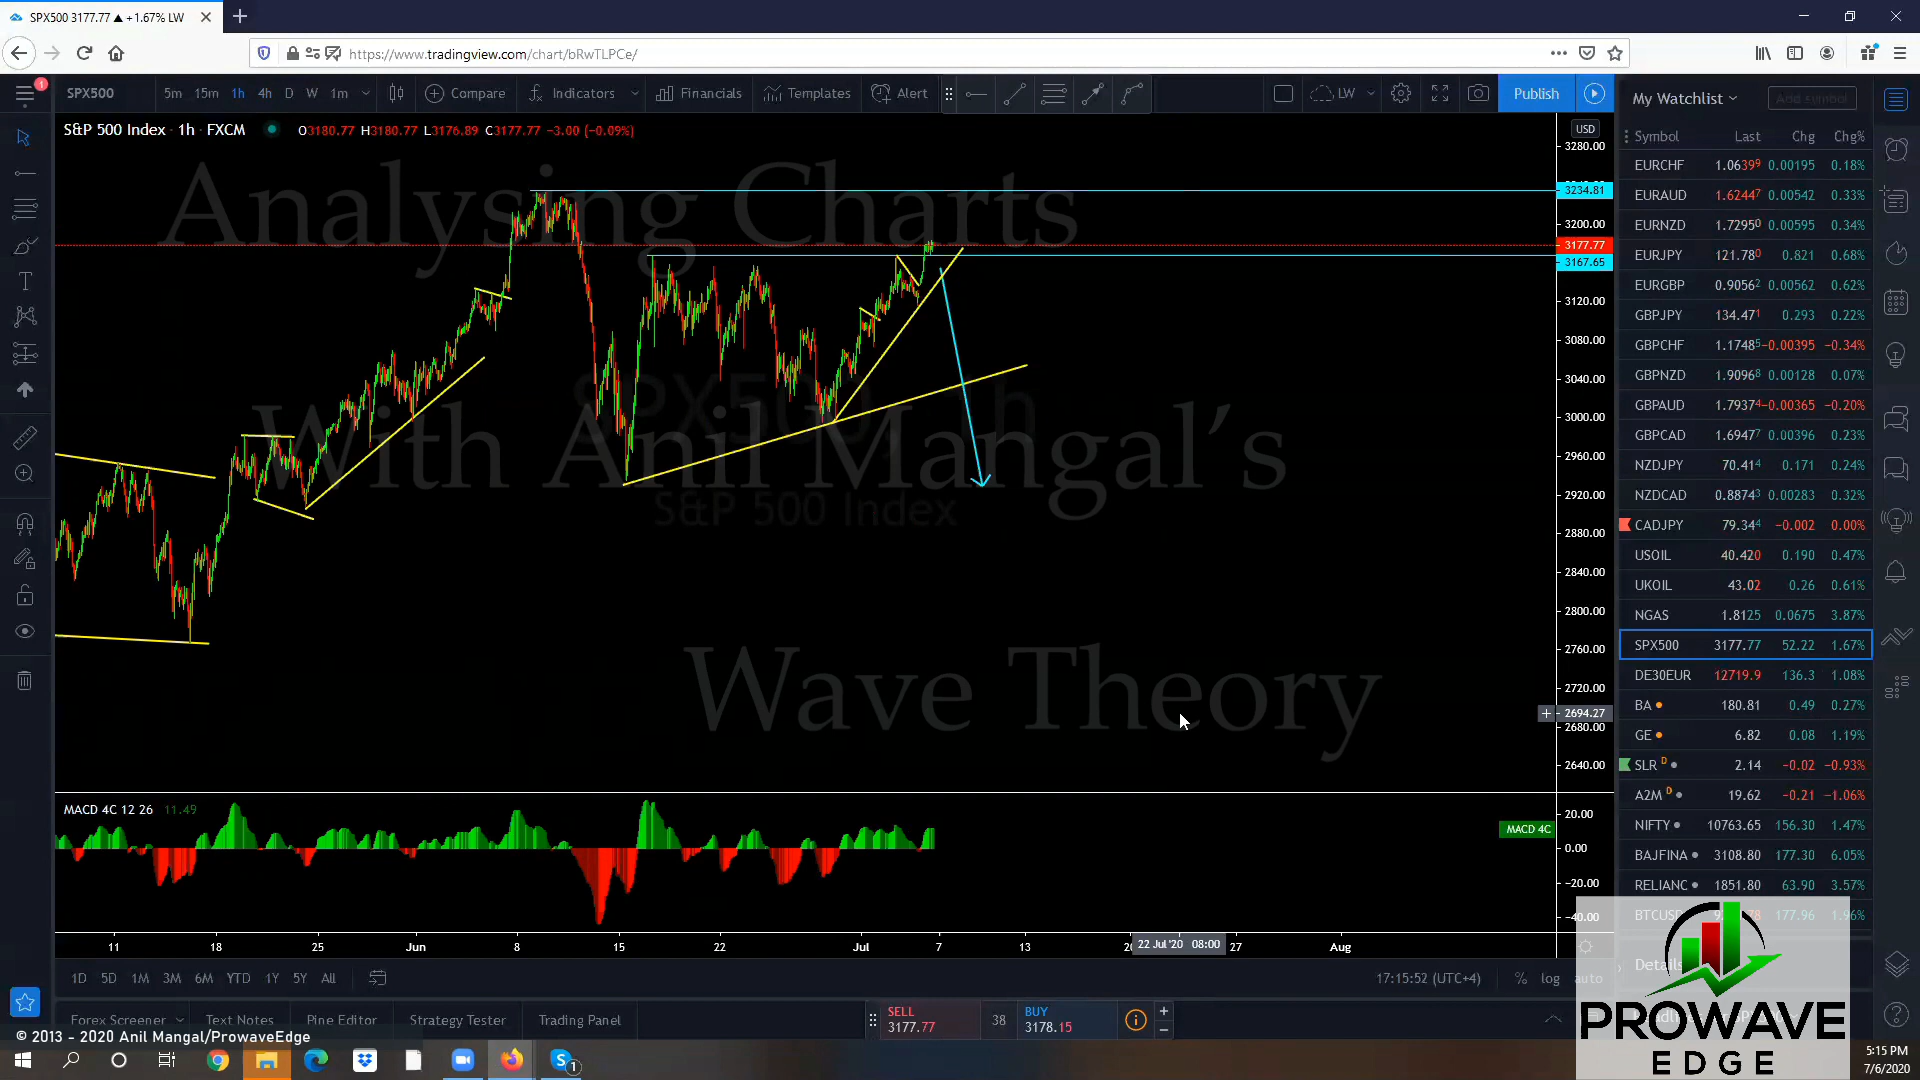 SPX500 3177.77 ▲ +1.67% LW
https://www.tradingview.com/chart/bRwTLPCe/
SPX500 5m 15m 1h 4h D W 1m Compare Indicators Financials Templates Alert LW Publish
My Watchlist Add symbol
S&P 500 Index · 1h · FXCM O3180.77 H3180.77 L3176.89 C3177.77 −3.00 (−0.09%)
USD
Symbol Last Chg Chg%
Analysing Charts
With Anil Mangal's
Wave Theory
SPX500, 1h
S&P 500 Index
3280.00
3234.81
3200.00
3177.77
3167.65
3120.00
3080.00
3040.00
3000.00
2960.00
2920.00
2880.00
2840.00
2800.00
2760.00
2720.00
2694.27
2680.00
2640.00
EURCHF 1.06399 0.00195 0.18%
EURAUD 1.62447 0.00542 0.33%
EURNZD 1.72950 0.00595 0.34%
EURJPY 121.780 0.821 0.68%
EURGBP 0.90562 0.00562 0.62%
GBPJPY 134.471 0.293 0.22%
GBPCHF 1.17485 −0.00395 −0.34%
GBPNZD 1.90968 0.00128 0.07%
GBPAUD 1.79374 −0.00365 −0.20%
GBPCAD 1.69477 0.00396 0.23%
NZDJPY 70.414 0.171 0.24%
NZDCAD 0.88743 0.00283 0.32%
CADJPY 79.344 −0.002 0.00%
USOIL 40.420 0.190 0.47%
UKOIL 43.02 0.26 0.61%
NGAS 1.8125 0.0675 3.87%
SPX500 3177.77 52.22 1.67%
DE30EUR 12719.9 136.3 1.08%
BA 180.81 0.49 0.27%
GE 6.82 0.08 1.19%
SLR D 2.14 −0.02 −0.93%
A2M D 19.62 −0.21 −1.06%
NIFTY 10763.65 156.30 1.47%
BAJFINA 3108.80 177.30 6.05%
RELIANC 1851.80 63.90 3.57%
BTCUS 177.96 1.96%
Details
MACD 4C 12 26 11.49
MACD 4C
20.00
0.00
−20.00
−40.00
11 18 25 Jun 8 15 22 Jul 7 13 22 Jul '20 08:00 27 Aug
1D 5D 1M 3M 6M YTD 1Y 5Y All 17:15:52 (UTC+4) % log auto
Forex Screener Text Notes Pine Editor Strategy Tester Trading Panel
SELL
3177.77
38
BUY
3178.15
© 2013 - 2020 Anil Mangal/ProwaveEdge
PROWAVE
EDGE
5:15 PM
7/6/2020